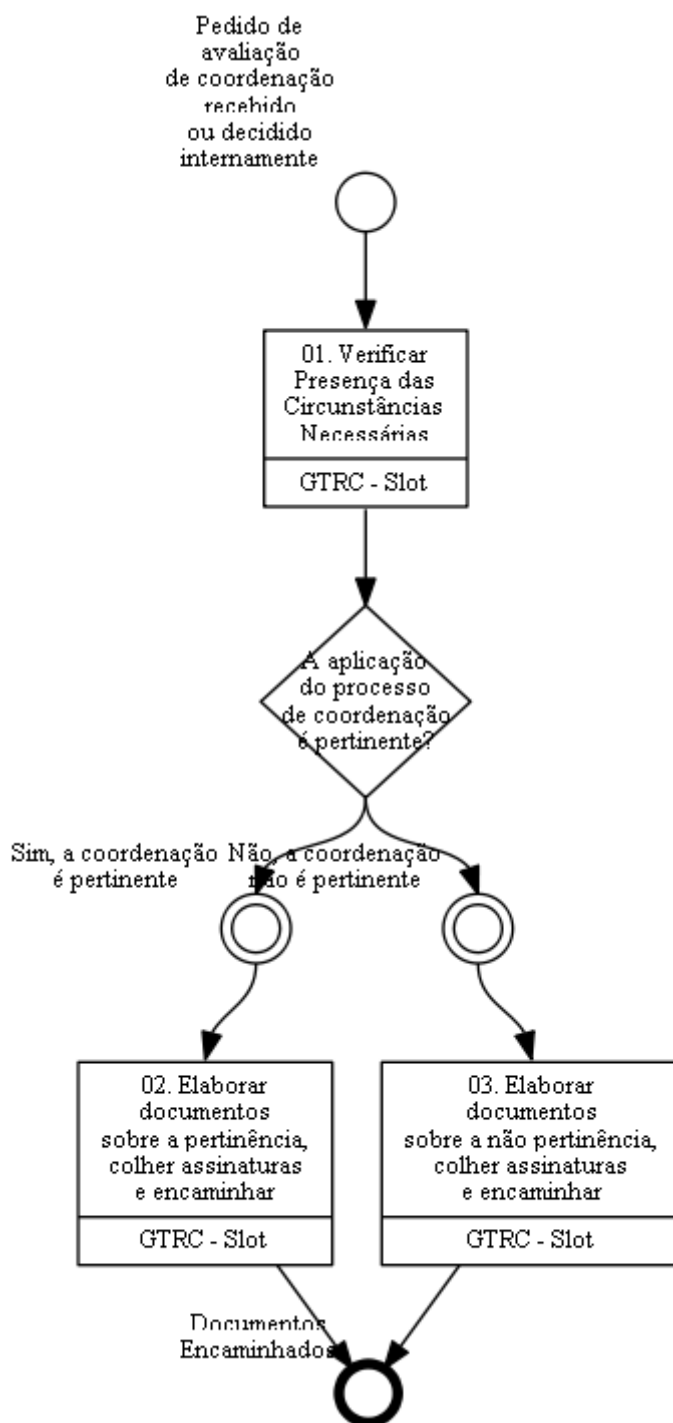 Pedido de
avaliação
de coordenação
recebido
ou decidido
internamente
01. Verificar
Presença das
Circunstâncias
Necessárias
GTRC - Slot
A aplicação
do processo
de coordenação
é pertinente?
Sim, a coordenação
é pertinente
Não, a coordenação
não é pertinente
02. Elaborar
documentos
sobre a pertinência,
colher assinaturas
e encaminhar
GTRC - Slot
03. Elaborar
documentos
sobre a não pertinência,
colher assinaturas
e encaminhar
GTRC - Slot
Documentos
Encaminhados